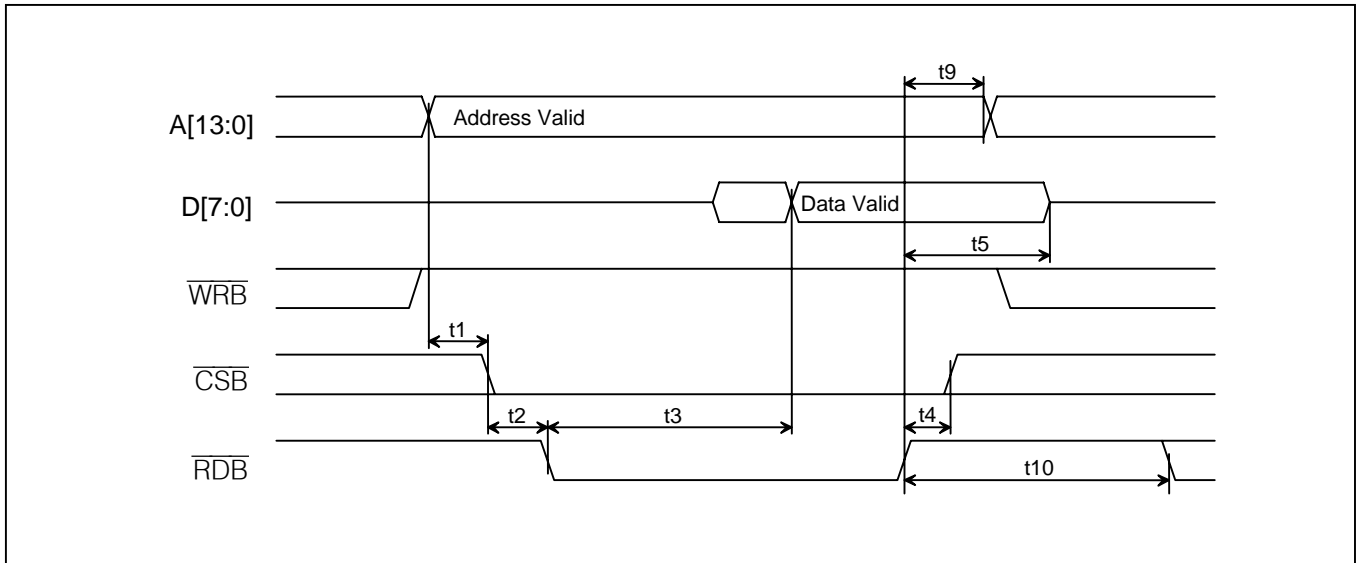 t9
A[13:0]
Address Valid
D[7:0]
Data Valid
t5
WRB
t1
CSB
t2
t3
t4
RDB
t10